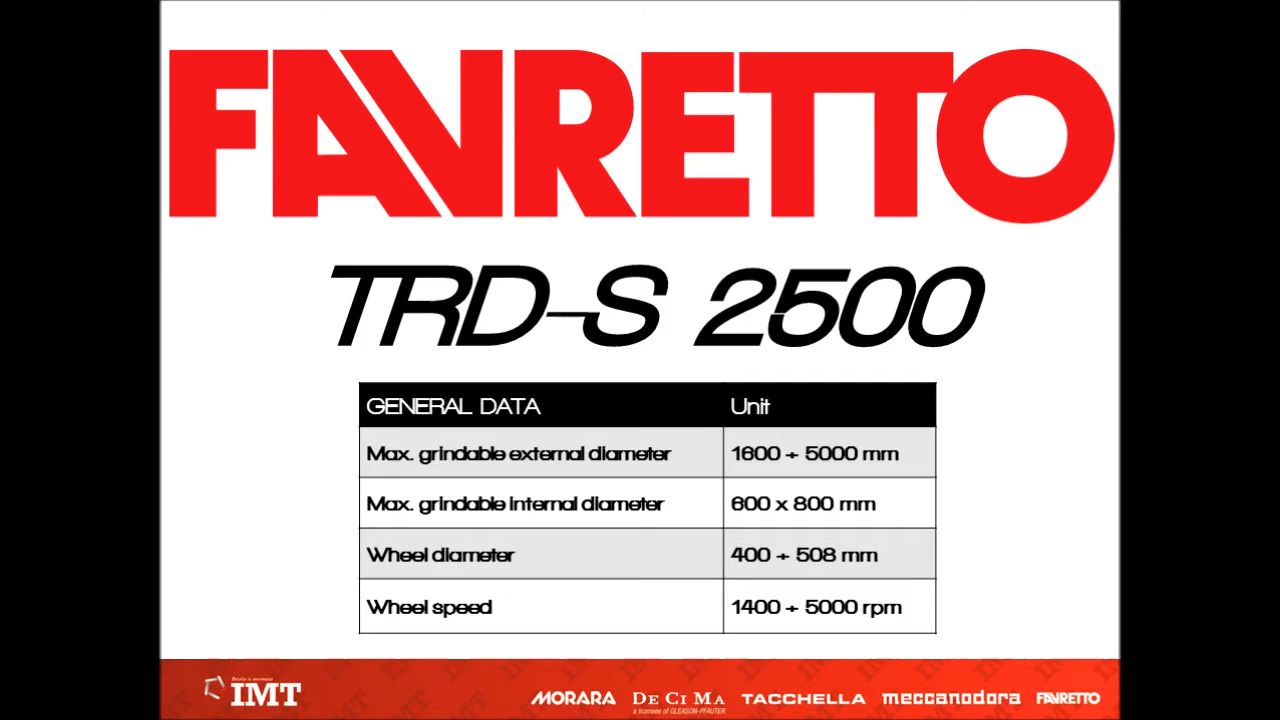 FAVRETTO
TRD-S 2500
GENERAL DATA Unit
Max. grindable external diameter 1600 ÷ 5000 mm
Max. grindable internal diameter 600 x 800 mm
Wheel diameter 400 ÷ 508 mm
Wheel speed 1400 ÷ 5000 rpm
IMT MORARA DE CI MA TACCHELLA meccanodora FAVRETTO
a licensee of GLEASON-PFAUTER